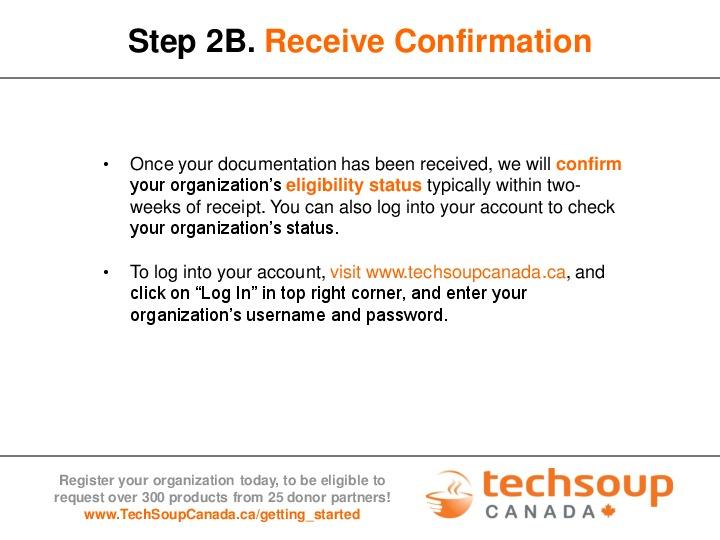 Step 2B. Receive Confirmation
• Once your documentation has been received, we will confirm
your organization’s eligibility status typically within two-
weeks of receipt. You can also log into your account to check
your organization’s status.
• To log into your account, visit www.techsoupcanada.ca, and
click on “Log In” in top right corner, and enter your
organization’s username and password.
Register your organization today, to be eligible to
request over 300 products from 25 donor partners!
www.TechSoupCanada.ca/getting_started
techsoup
CANADA